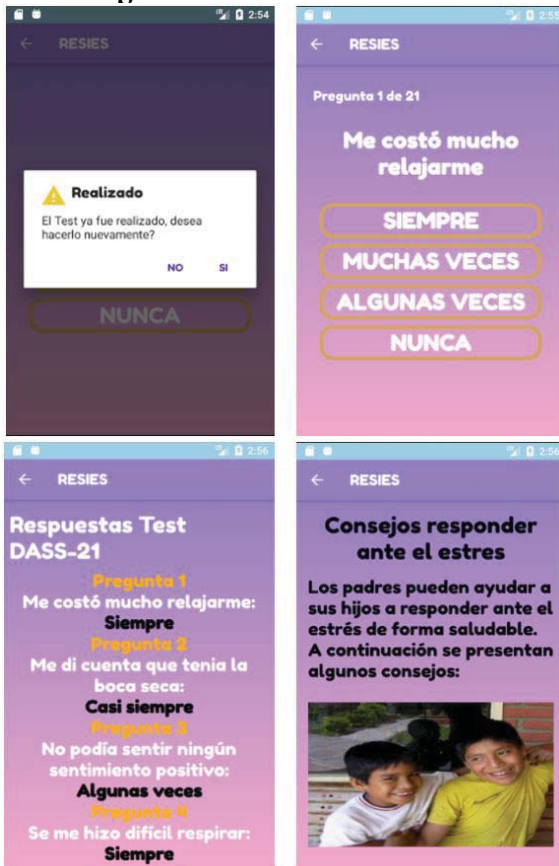 2:54
RESIES
Realizado
El Test ya fue realizado, desea
hacerlo nuevamente?
NO SI
NUNCA
2:55
RESIES
Pregunta 1 de 21
Me costó mucho
relajarme
SIEMPRE
MUCHAS VECES
ALGUNAS VECES
NUNCA
2:56
RESIES
Respuestas Test
DASS-21
Pregunta 1
Me costó mucho relajarme:
Siempre
Pregunta 2
Me di cuenta que tenia la
boca seca:
Casi siempre
Pregunta 3
No podía sentir ningún
sentimiento positivo:
Algunas veces
Pregunta 4
Se me hizo difícil respirar:
Siempre
2:56
RESIES
Consejos responder
ante el estres
Los padres pueden ayudar a
sus hijos a responder ante el
estrés de forma saludable.
A continuación se presentan
algunos consejos: